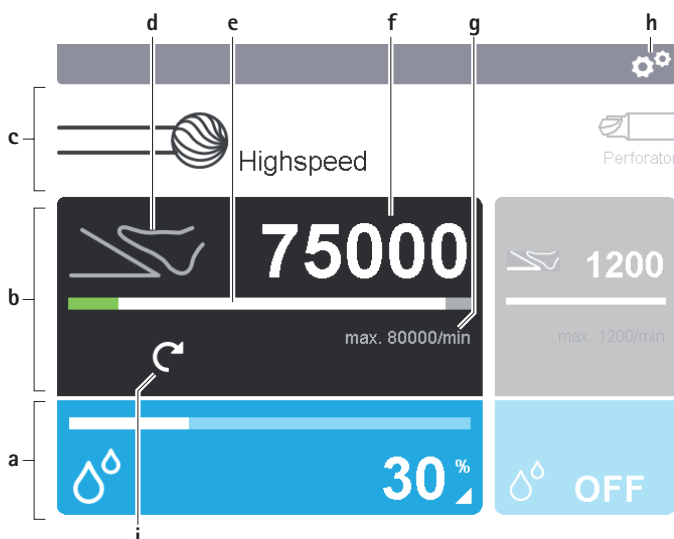 d e f g h
c
Highspeed
Perforator
b
75000
1200
max. 80000/min
max. 1200/min
a
30 %
OFF
i